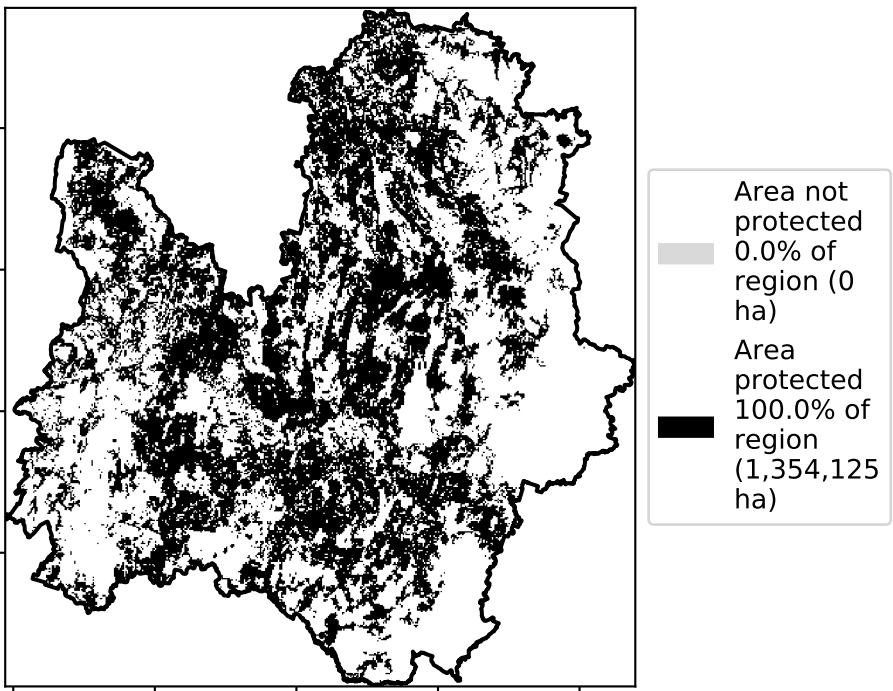 Area not
protected
0.0% of
region (0
ha)
Area
protected
100.0% of
region
(1,354,125
ha)